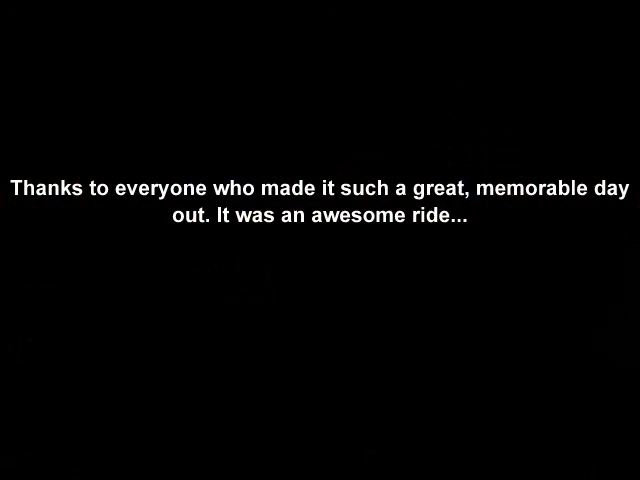 Thanks to everyone who made it such a great, memorable day
out. It was an awesome ride...